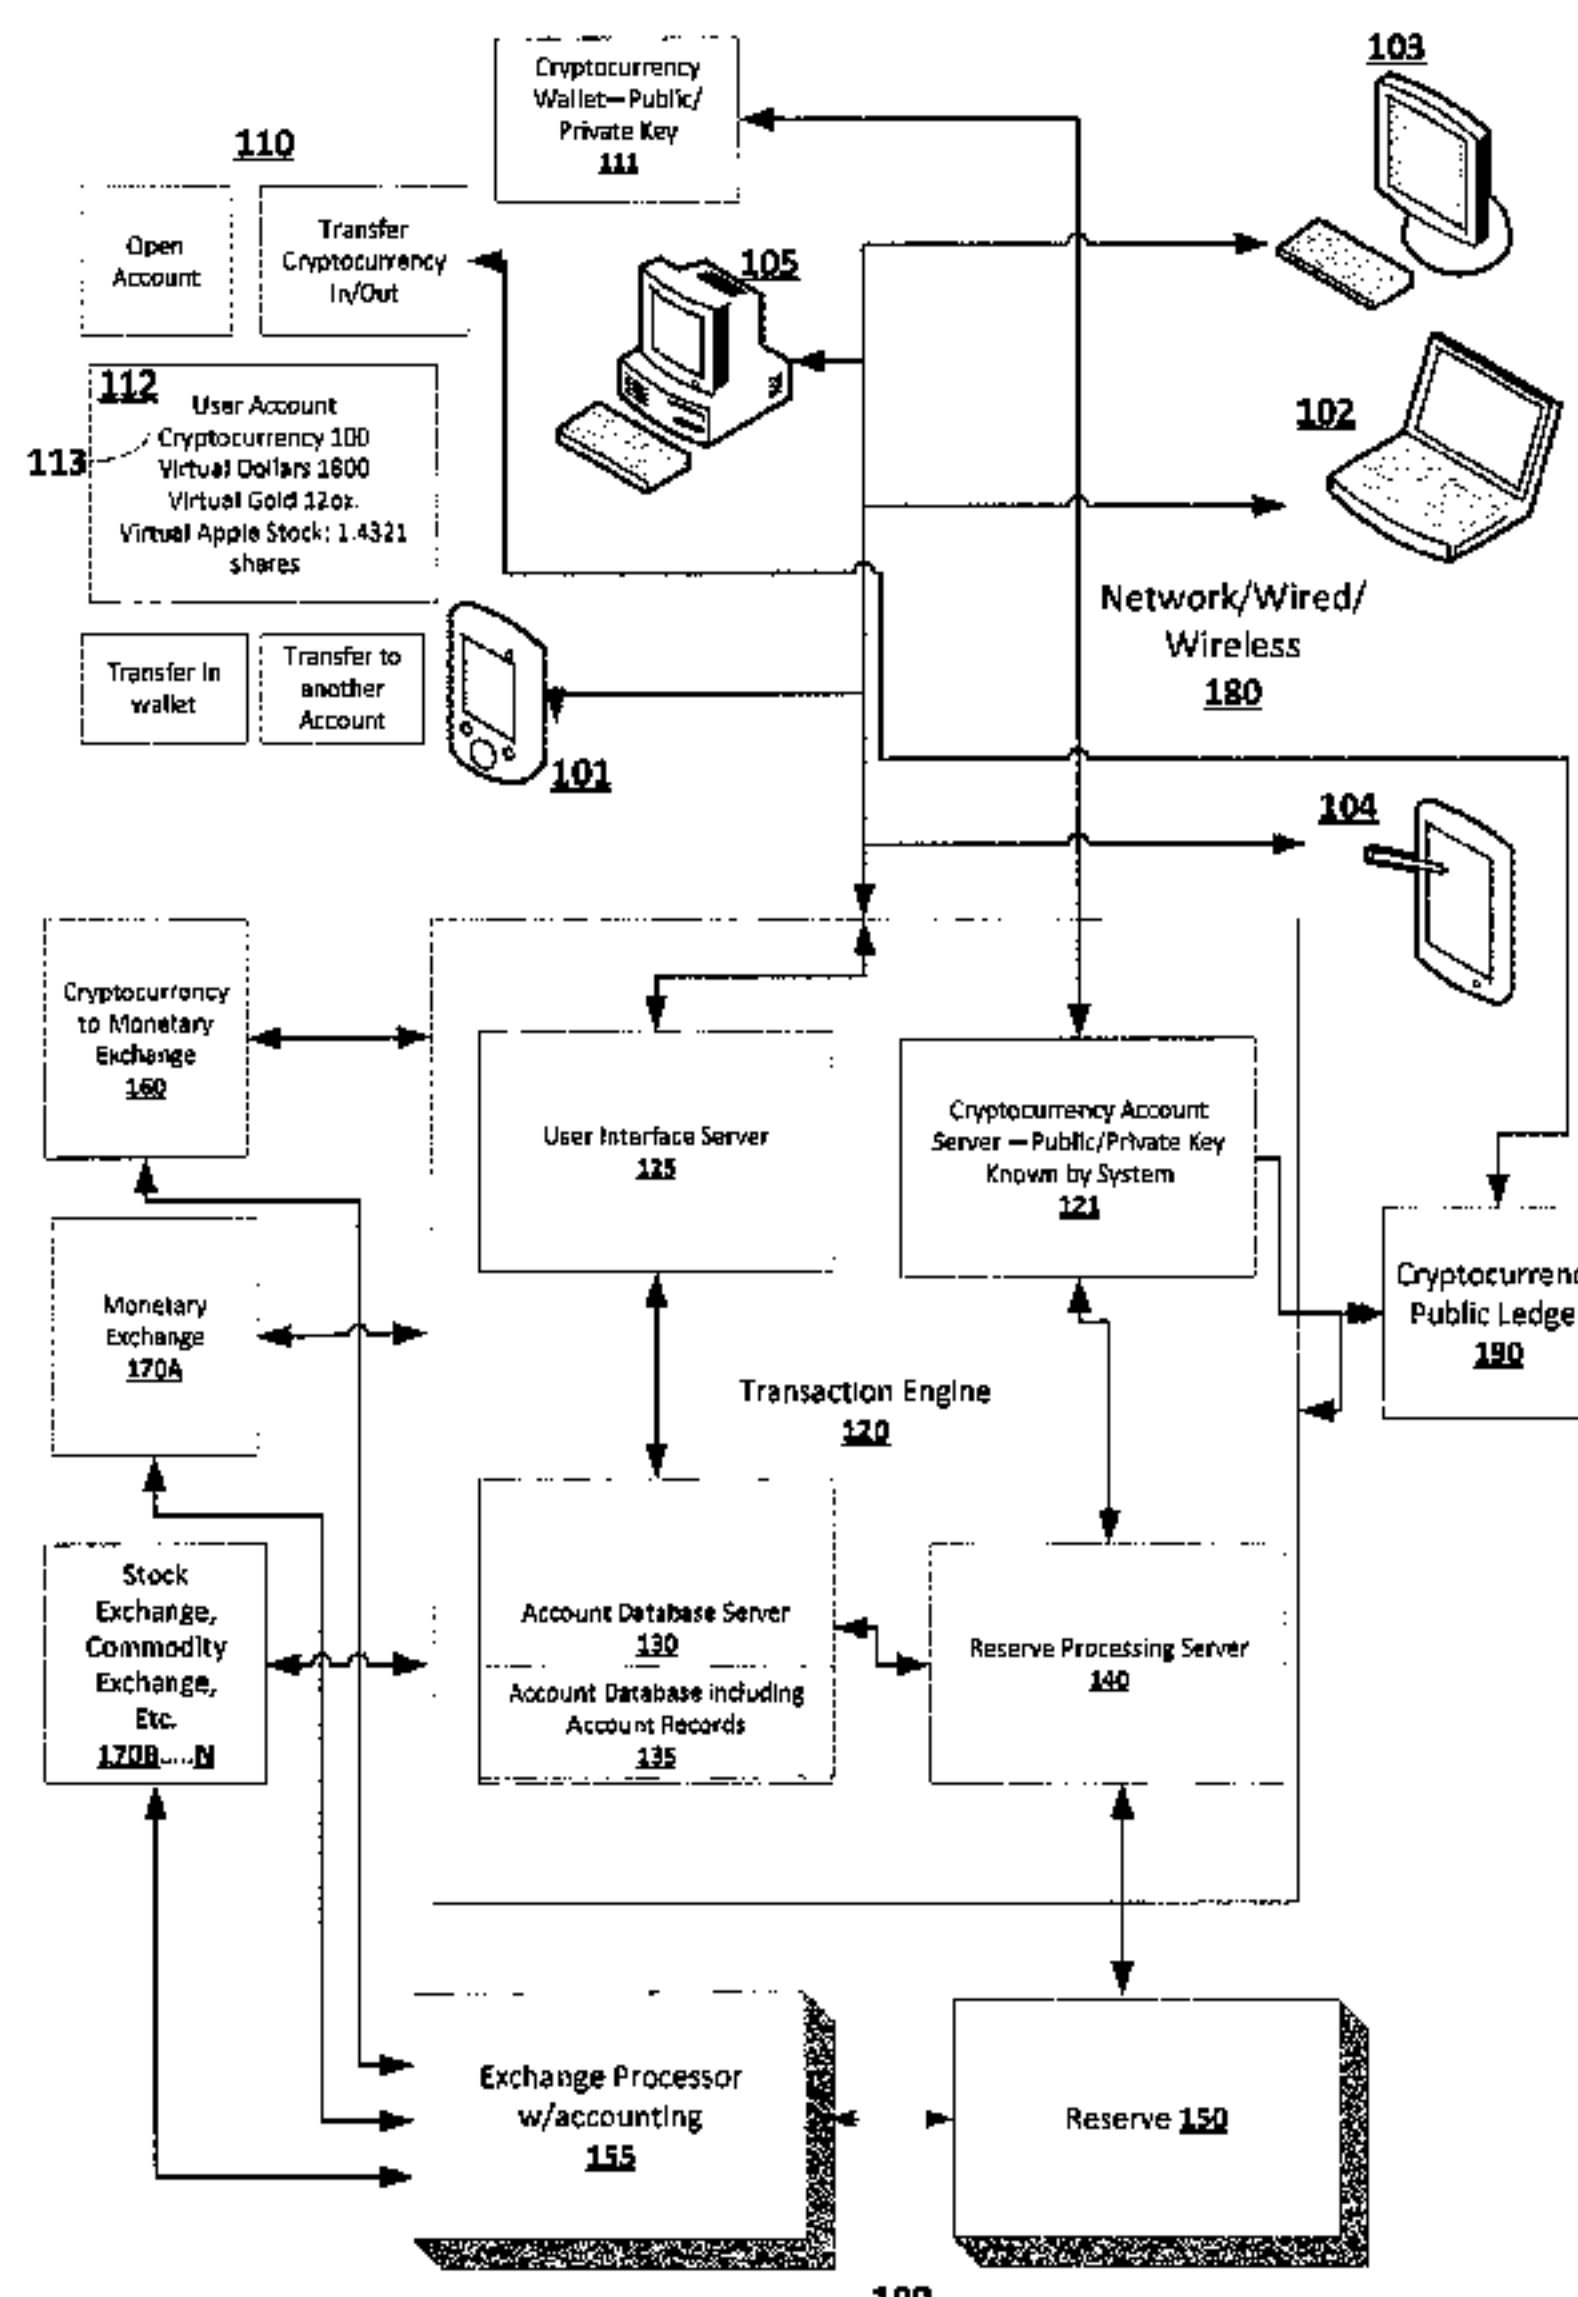 Cryptocurrency
Wallet—Public/
Private Key
111
103
110
Open
Account
Transfer
Cryptocurrency
In/Out
105
112
User Account
Cryptocurrency 100
113
Virtual Dollars 1800
Virtual Gold 12oz.
Virtual Apple Stock: 1.4321
shares
102
Network/Wired/
Wireless
180
Transfer in
wallet
Transfer to
another
Account
101
104
Cryptocurrency
to Monetary
Exchange
160
User Interface Server
125
Cryptocurrency Account
Server —Public/Private Key
Known by System
121
Monetary
Exchange
170A
Cryptocurrenc
Public Ledge
190
Transaction Engine
120
Stock
Exchange,
Commodity
Exchange,
Etc.
170B....N
Account Database Server
130
Account Database including
Account Records
135
Reserve Processing Server
140
Exchange Processor
w/accounting
155
Reserve 150